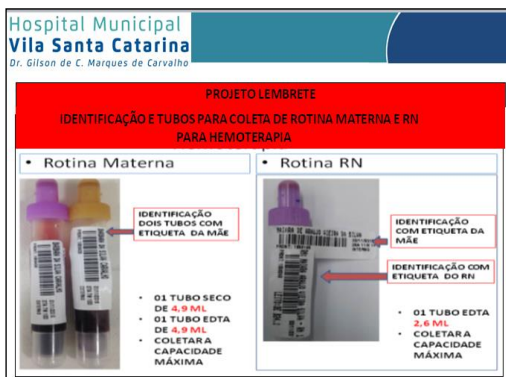 Hospital Municipal
Vila Santa Catarina
Dr. Gilson de C. Marques de Carvalho
PROJETO LEMBRETE
IDENTIFICAÇÃO E TUBOS PARA COLETA DE ROTINA MATERNA E RN
PARA HEMOTERAPIA
• Rotina Materna
IDENTIFICAÇÃO
DOIS TUBOS COM
ETIQUETA DA MÃE
• 01 TUBO SECO
DE 4,9 ML
• 01 TUBO EDTA
DE 4,9 ML
• COLETAR A
CAPACIDADE
MÁXIMA
• Rotina RN
IDENTIFICAÇÃO
COM ETIQUETA DA
MÃE
IDENTIFICAÇÃO COM
ETIQUETA DO RN
• 01 TUBO EDTA
2,6 ML
• COLETAR A
CAPACIDADE
MÁXIMA